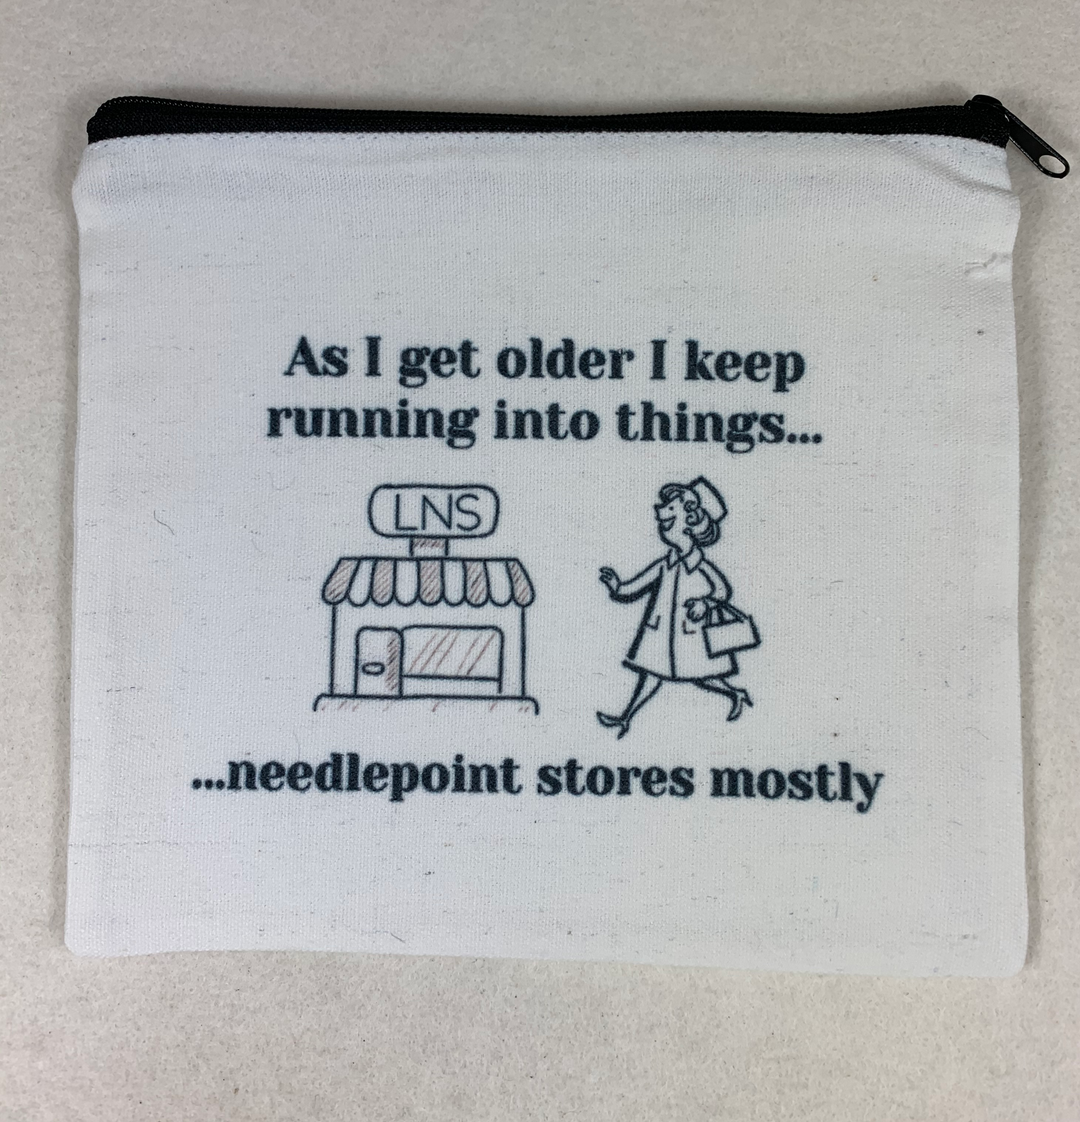 As I get older I keep
running into things...
LNS
...needlepoint stores mostly